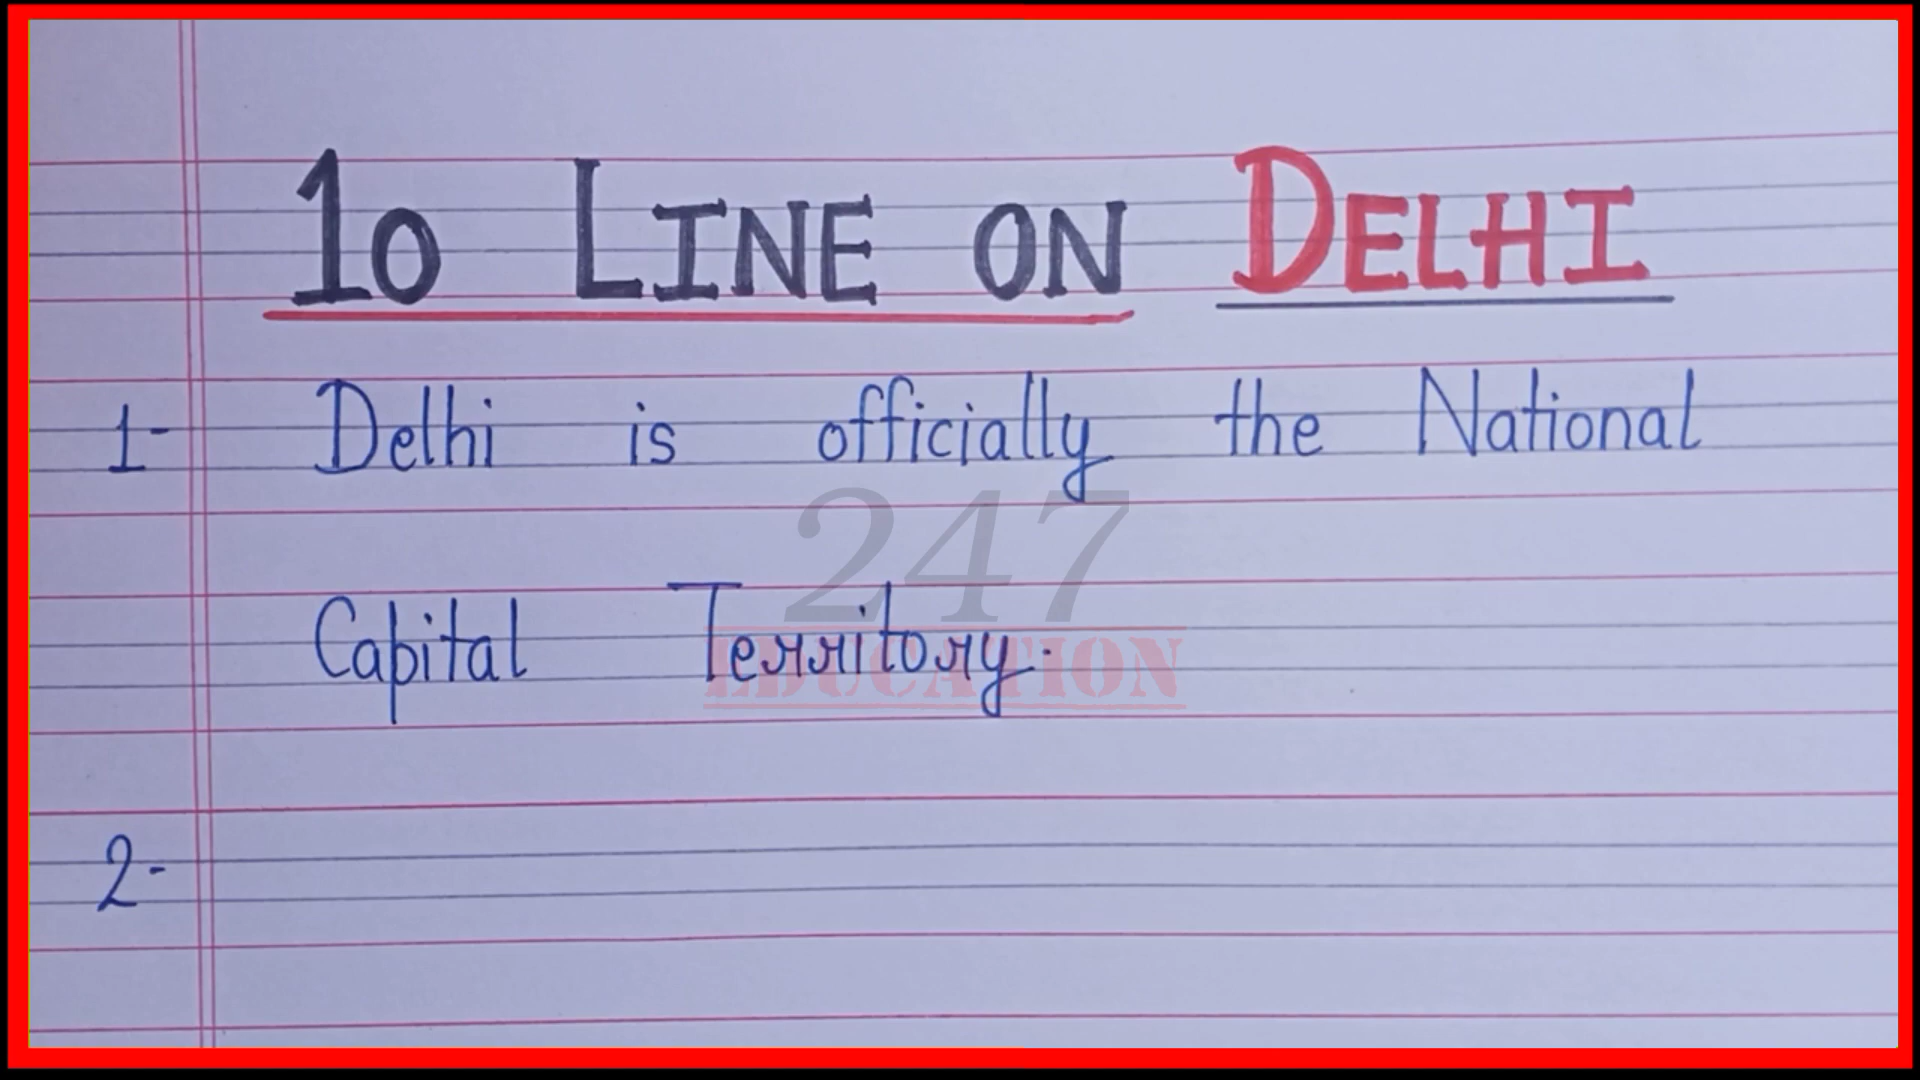 10 LINE ON DELHI
1- Delhi is officially the National
247
Capital Territory.
EDUCATION
2-